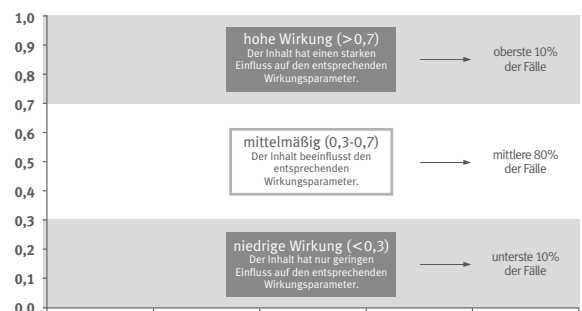 1,0
0,9
0,8
0,7
0,6
0,5
0,4
0,3
0,2
0,1
0,0
hohe Wirkung (>0,7)
Der Inhalt hat einen starken
Einfluss auf den entsprechenden
Wirkungsparameter.
oberste 10%
der Fälle
mittelmäßig (0,3-0,7)
Der Inhalt beeinflusst den
entsprechenden
Wirkungsparameter.
mittlere 80%
der Fälle
niedrige Wirkung (<0,3)
Der Inhalt hat nur geringen
Einfluss auf den entsprechenden
Wirkungsparameter.
unterste 10%
der Fälle